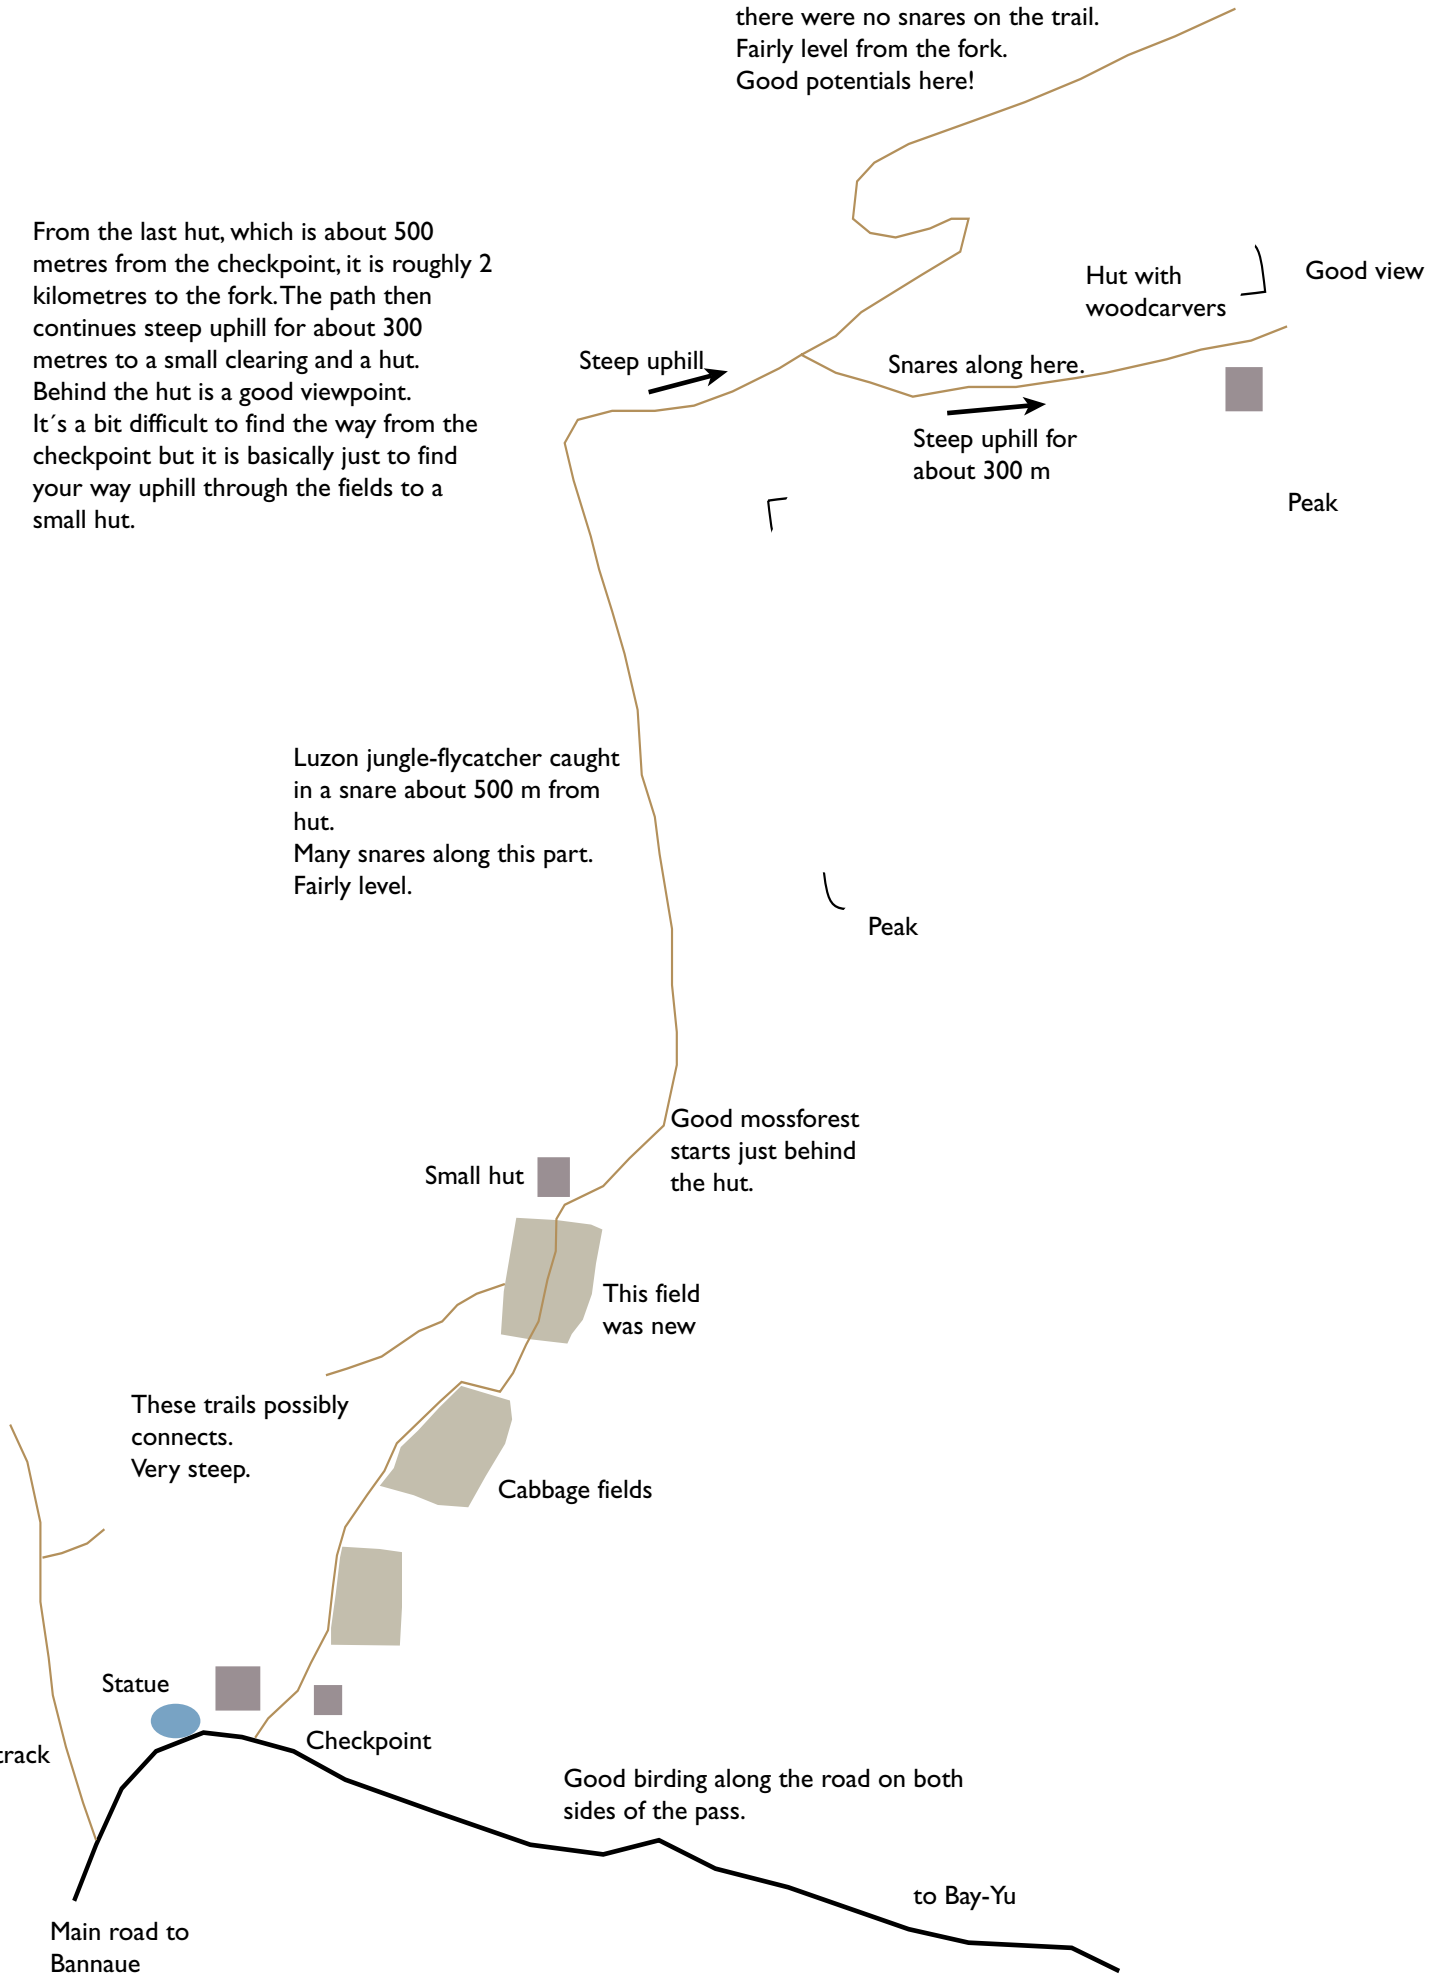 there were no snares on the trail.
Fairly level from the fork.
Good potentials here!
From the last hut, which is about 500
metres from the checkpoint, it is roughly 2
kilometres to the fork. The path then
continues steep uphill for about 300
metres to a small clearing and a hut.
Behind the hut is a good viewpoint.
It´s a bit difficult to find the way from the
checkpoint but it is basically just to find
your way uphill through the fields to a
small hut.
Hut with
woodcarvers
Good view
Steep uphill
Snares along here.
Steep uphill for
about 300 m
Peak
Luzon jungle-flycatcher caught
in a snare about 500 m from
hut.
Many snares along this part.
Fairly level.
Peak
Good mossforest
starts just behind
the hut.
Small hut
This field
was new
These trails possibly
connects.
Very steep.
Cabbage fields
Statue
Checkpoint
track
Good birding along the road on both
sides of the pass.
to Bay-Yu
Main road to
Bannaue